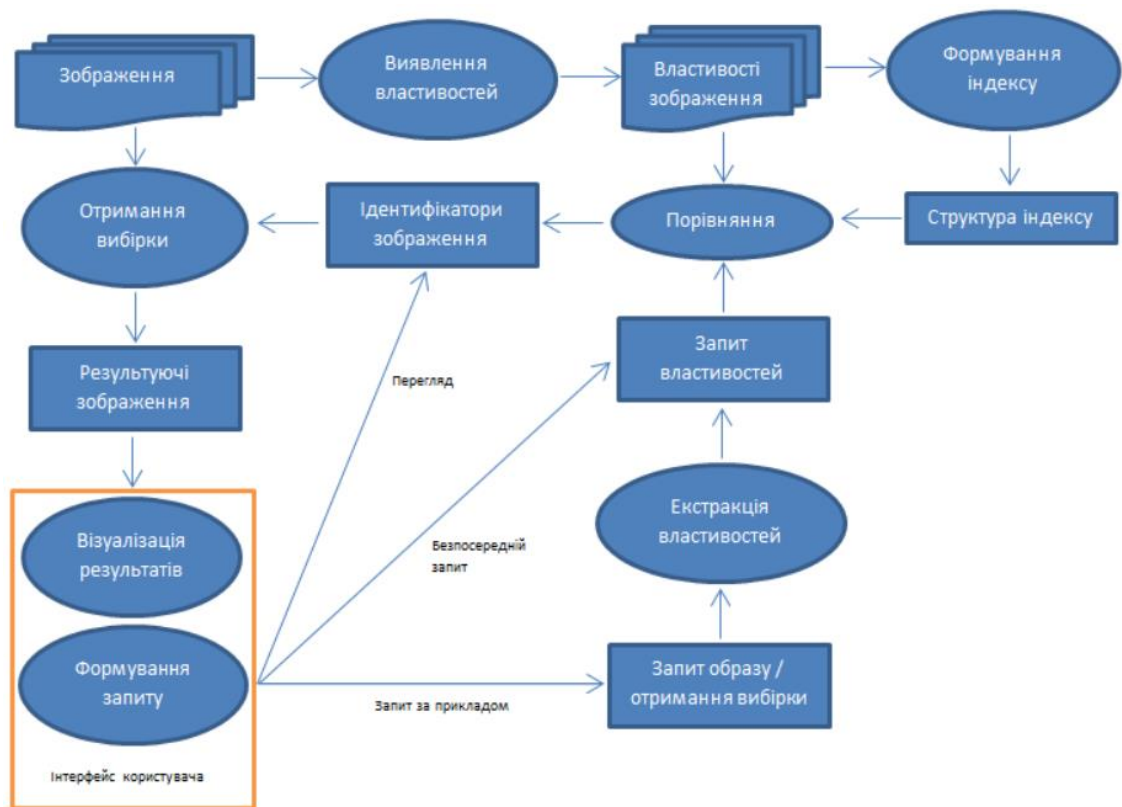 Зображення
Виявлення
властивостей
Властивості
зображення
Формування
індексу
Отримання
вибірки
Ідентифікатори
зображення
Порівняння
Структура індексу
Результуючі
зображення
Перегляд
Запит
властивостей
Візуалізація
результатів
Безпосередній
запит
Екстракція
властивостей
Формування
запиту
Запит за прикладом
Запит образу /
отримання вибірки
Інтерфейс користувача